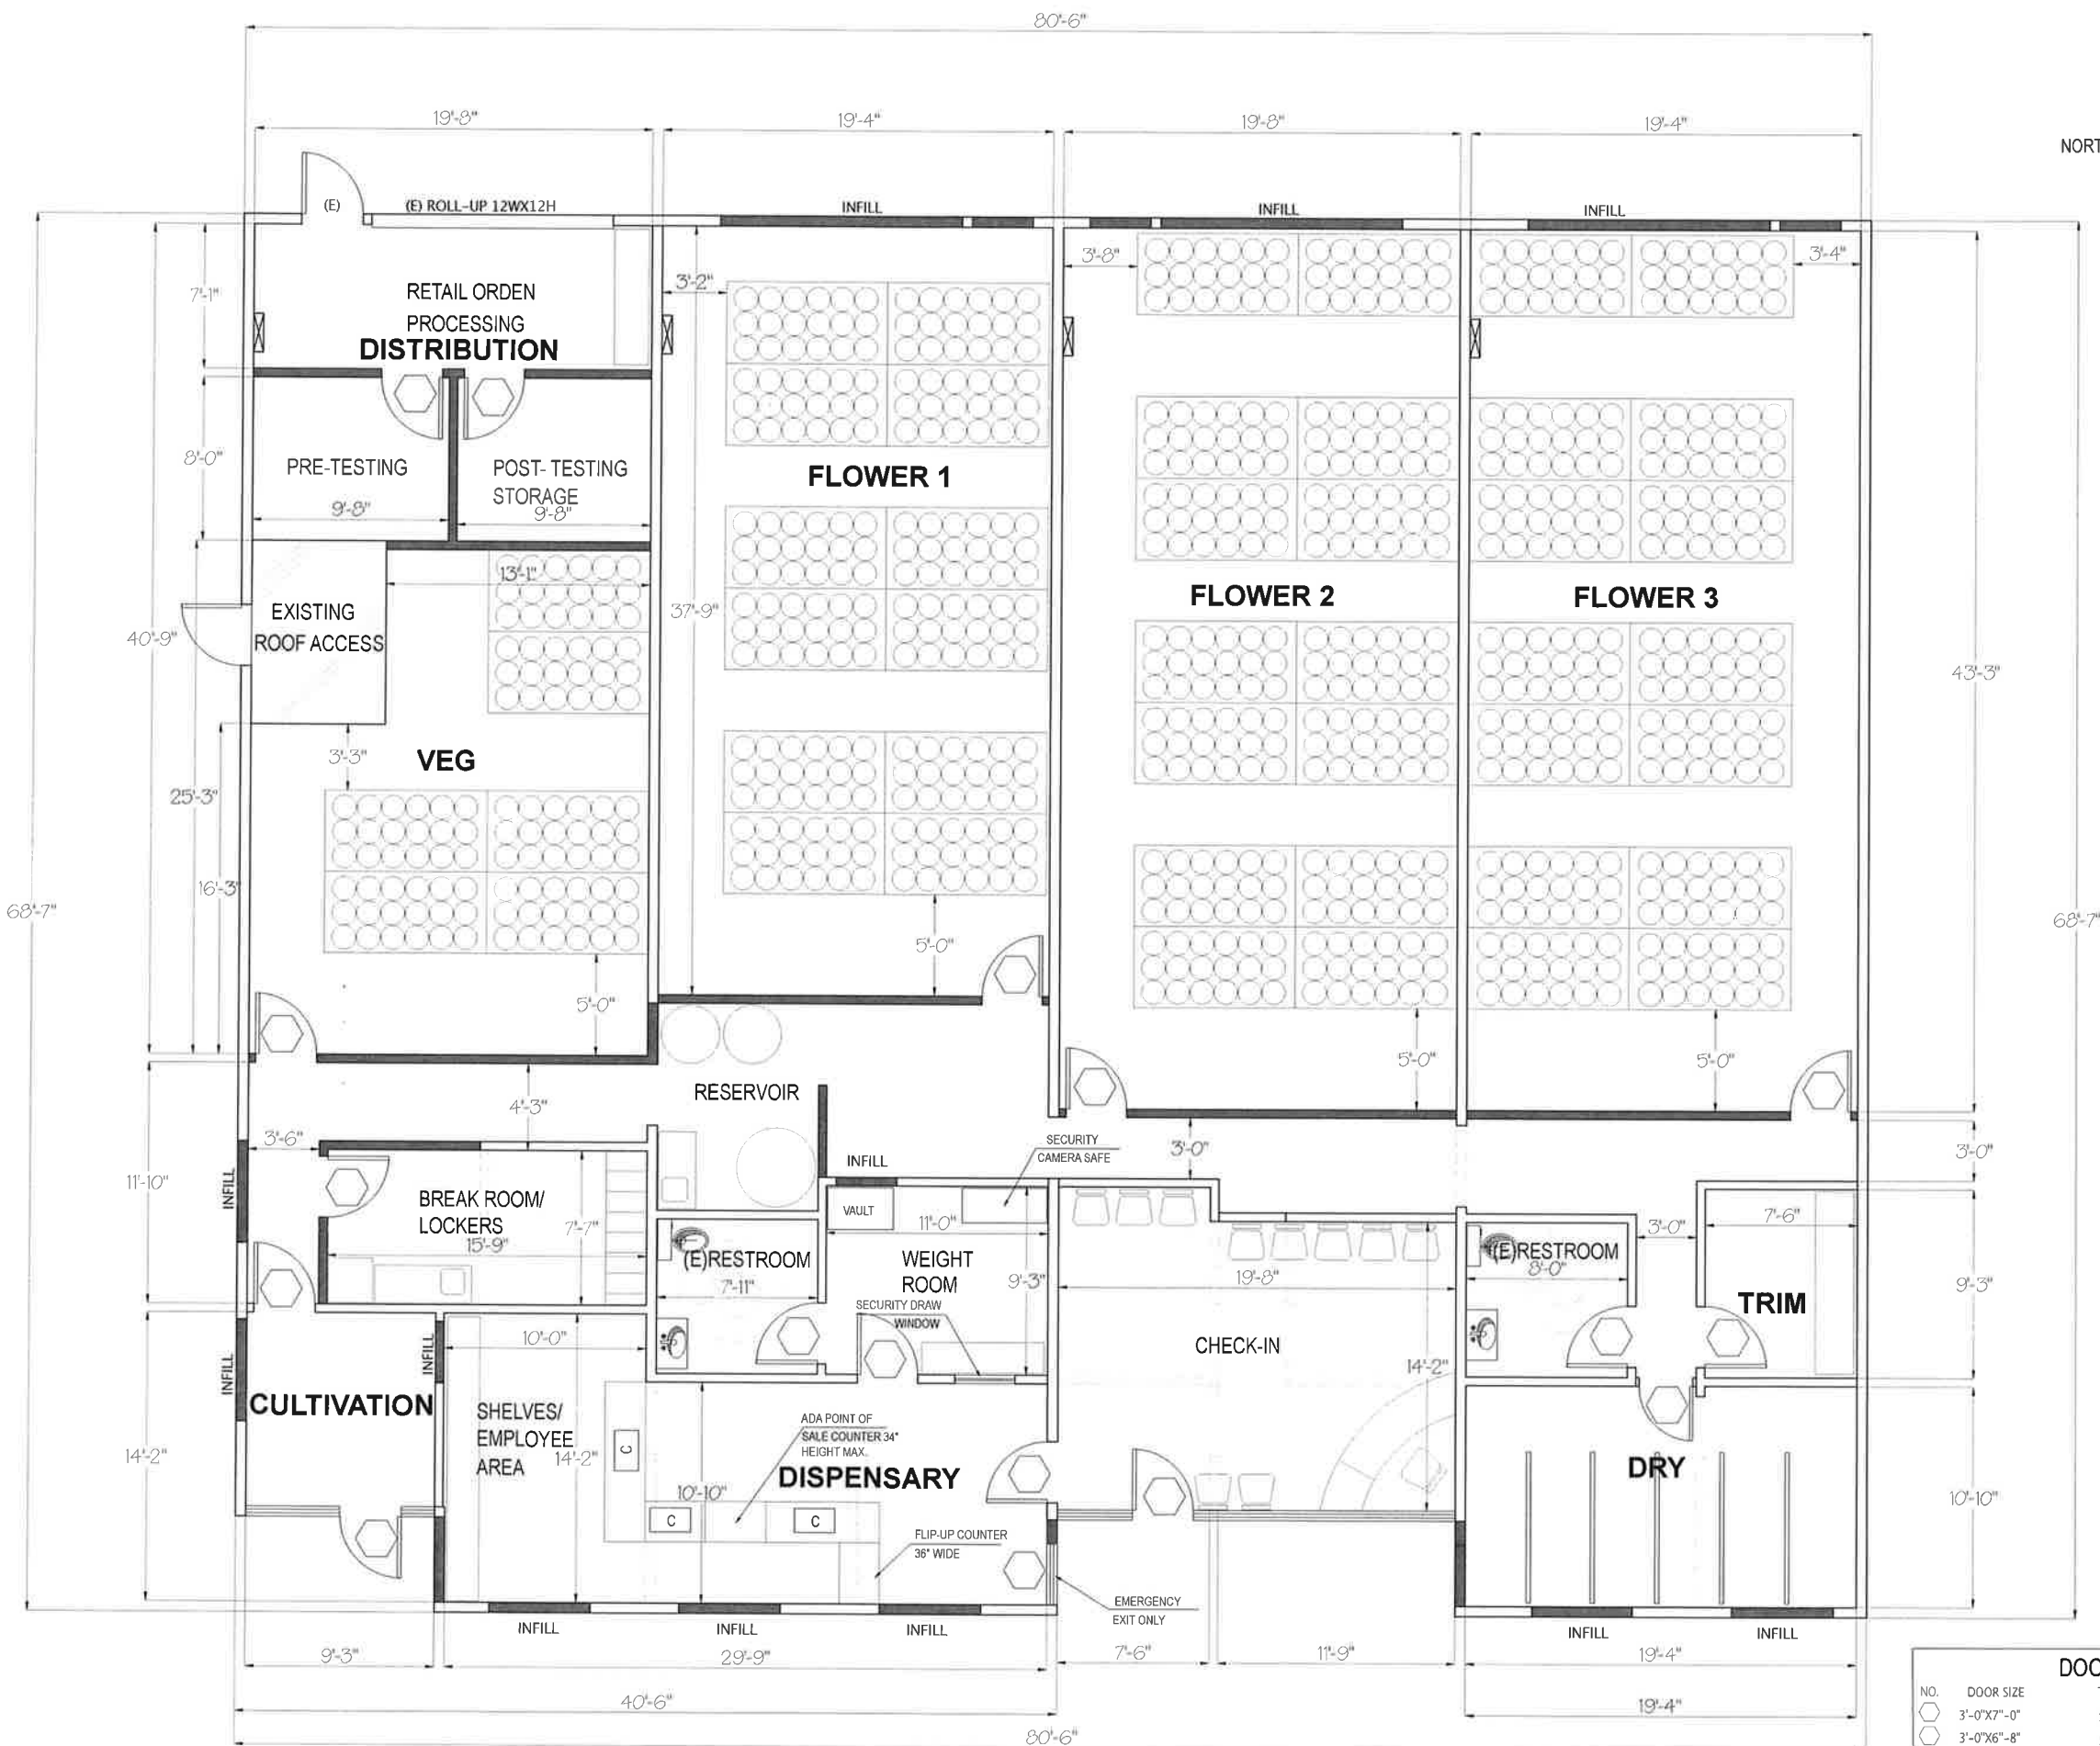 80'-6"
19'-8"
19'-4"
19'-8"
19'-4"
NORT
(E)
(E) ROLL-UP 12WX12H
INFILL
INFILL
INFILL
7'-1"
RETAIL ORDEN
PROCESSING
DISTRIBUTION
3'-2"
3'-8"
3'-4"
8'-0"
PRE-TESTING
9'-8"
POST- TESTING
STORAGE
9'-8"
FLOWER 1
13'-1"
EXISTING
ROOF ACCESS
37'-9"
FLOWER 2
FLOWER 3
40'-9"
43'-3"
3'-3"
VEG
25'-3"
16'-3"
68'-7"
68'-7"
5'-0"
5'-0"
5'-0"
5'-0"
RESERVOIR
4'-3"
3'-6"
SECURITY
CAMERA SAFE
3'-0"
3'-0"
INFILL
INFILL
11'-10"
BREAK ROOM/
LOCKERS
15'-9"
7'-7"
VAULT
11'-0"
(E)RESTROOM
7'-11"
WEIGHT
ROOM
9'-3"
SECURITY DRAW
WINDOW
19'-8"
(E)RESTROOM
8'-0"
3'-0"
7'-6"
9'-3"
TRIM
INFILL
INFILL
10'-0"
CHECK-IN
14'-2"
CULTIVATION
SHELVES/
EMPLOYEE
AREA
14'-2"
C
ADA POINT OF
SALE COUNTER 34"
HEIGHT MAX.
DISPENSARY
DRY
14'-2"
10'-10"
10'-10"
C
C
FLIP-UP COUNTER
36" WIDE
EMERGENCY
EXIT ONLY
INFILL
INFILL
INFILL
INFILL
INFILL
9'-3"
29'-9"
7'-6"
11'-9"
19'-4"
40'-6"
19'-4"
80'-6"
DOO
NO.
DOOR SIZE
3'-0"X7"-0"
3'-0"X6"-8"